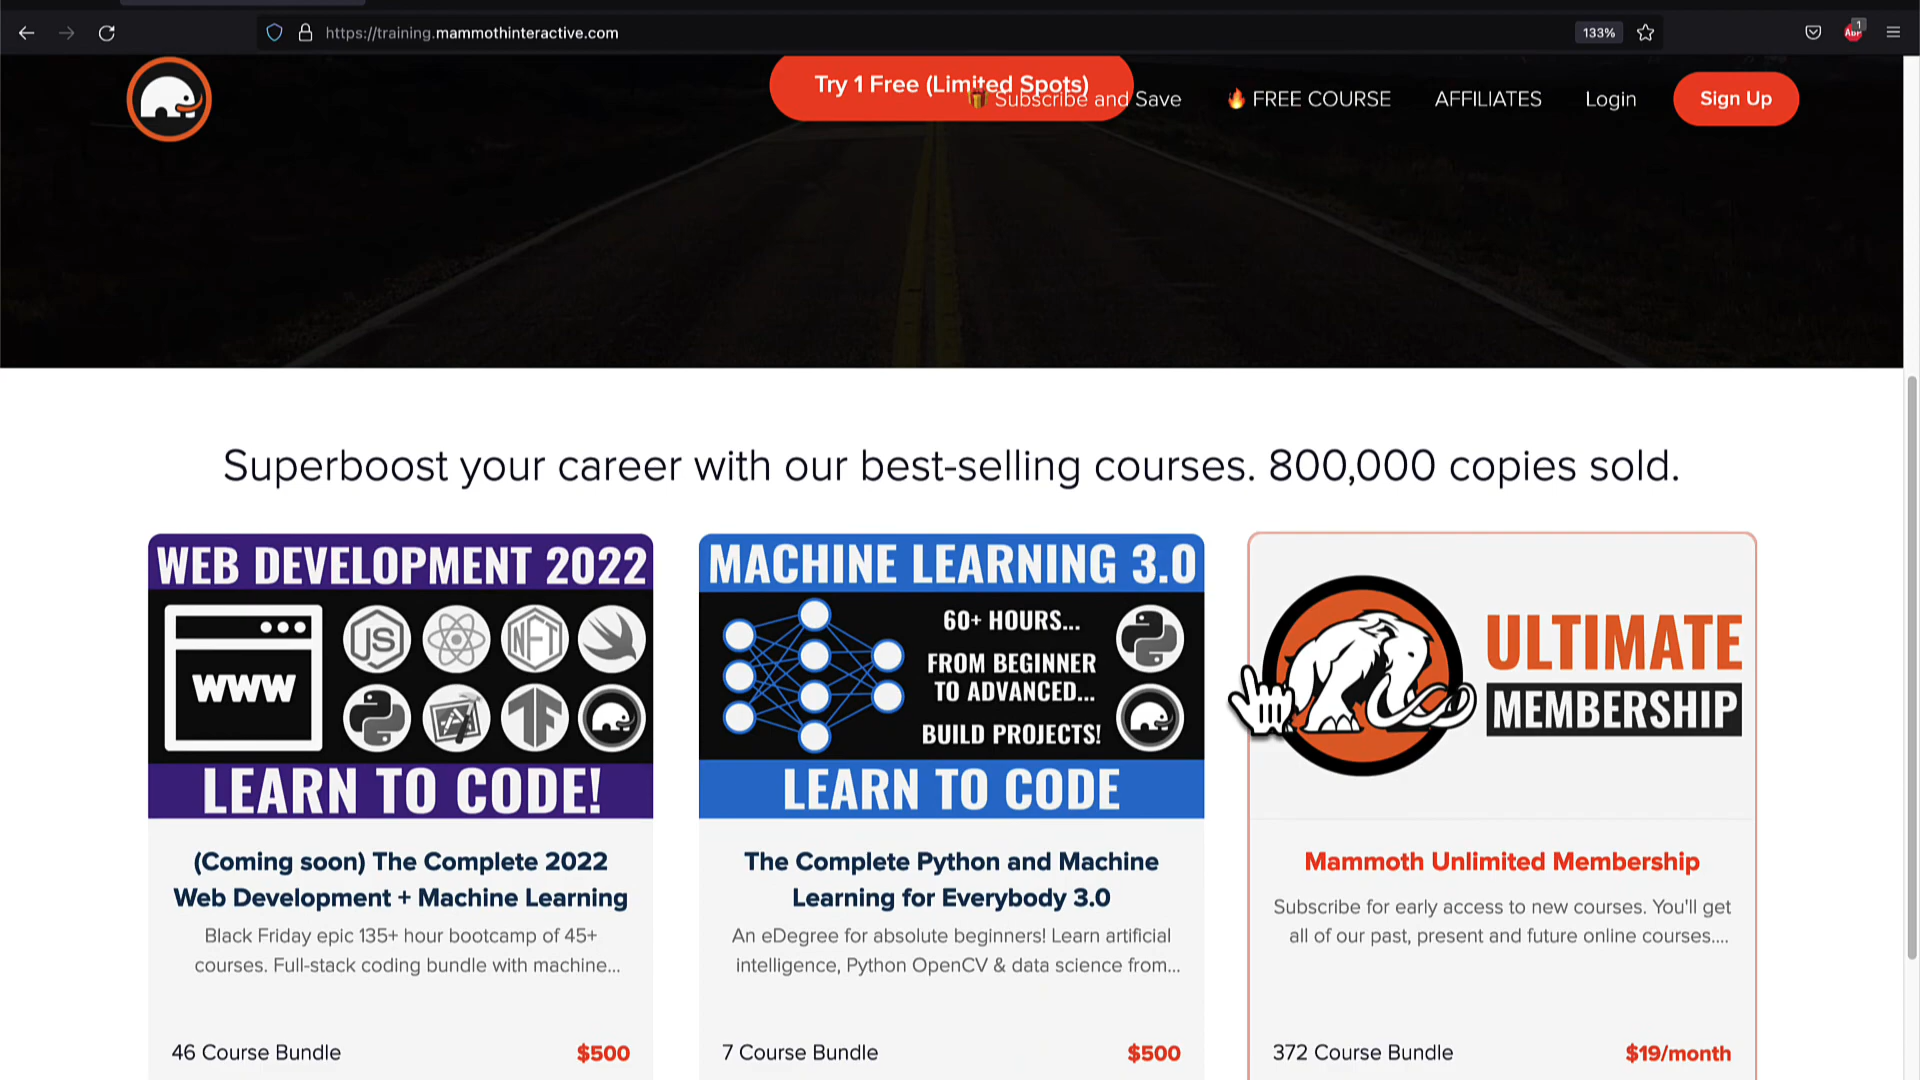 https://training.mammothinteractive.com
133%
1
ABP
Try 1 Free (Limited Spots)
Subscribe and Save
FREE COURSE
AFFILIATES
Login
Sign Up
Superboost your career with our best-selling courses. 800,000 copies sold.
WEB DEVELOPMENT 2022
WWW
JS
NFT
LEARN TO CODE!
(Coming soon) The Complete 2022
Web Development + Machine Learning
Black Friday epic 135+ hour bootcamp of 45+
courses. Full-stack coding bundle with machine...
46 Course Bundle
$500
MACHINE LEARNING 3.0
60+ HOURS...
FROM BEGINNER
TO ADVANCED...
BUILD PROJECTS!
LEARN TO CODE
The Complete Python and Machine
Learning for Everybody 3.0
An eDegree for absolute beginners! Learn artificial
intelligence, Python OpenCV & data science from...
7 Course Bundle
$500
ULTIMATE
MEMBERSHIP
Mammoth Unlimited Membership
Subscribe for early access to new courses. You'll get
all of our past, present and future online courses....
372 Course Bundle
$19/month